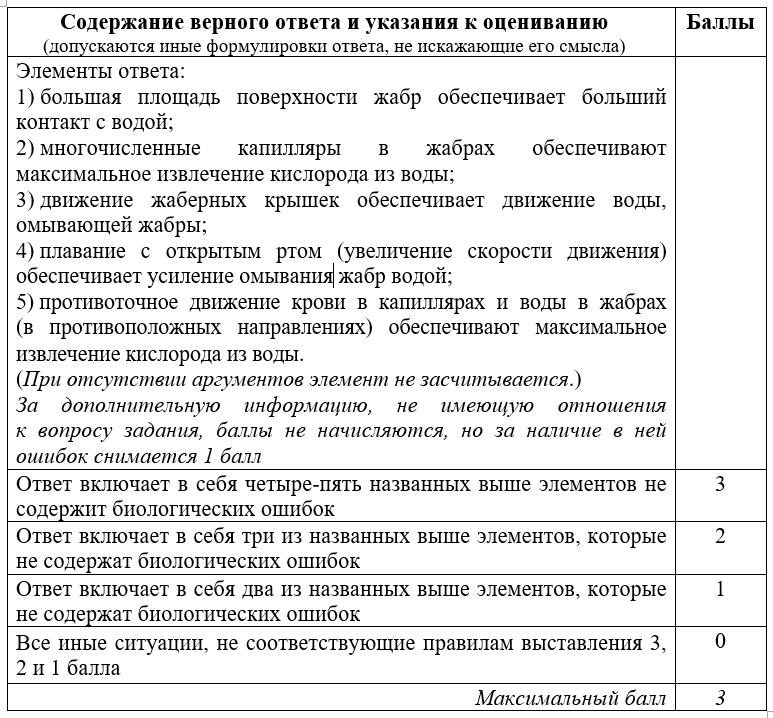 Содержание верного ответа и указания к оцениванию Баллы
(допускаются иные формулировки ответа, не искажающие его смысла)
Элементы ответа:
1) большая площадь поверхности жабр обеспечивает больший
контакт с водой;
2) многочисленные капилляры в жабрах обеспечивают
максимальное извлечение кислорода из воды;
3) движение жаберных крышек обеспечивает движение воды,
омывающей жабры;
4) плавание с открытым ртом (увеличение скорости движения)
обеспечивает усиление омывания жабр водой;
5) противоточное движение крови в капиллярах и воды в жабрах
(в противоположных направлениях) обеспечивают максимальное
извлечение кислорода из воды.
(При отсутствии аргументов элемент не засчитывается.)
За дополнительную информацию, не имеющую отношения
к вопросу задания, баллы не начисляются, но за наличие в ней
ошибок снимается 1 балл
Ответ включает в себя четыре-пять названных выше элементов не 3
содержит биологических ошибок
Ответ включает в себя три из названных выше элементов, которые 2
не содержат биологических ошибок
Ответ включает в себя два из названных выше элементов, которые 1
не содержат биологических ошибок
Все иные ситуации, не соответствующие правилам выставления 3, 0
2 и 1 балла
Максимальный балл 3